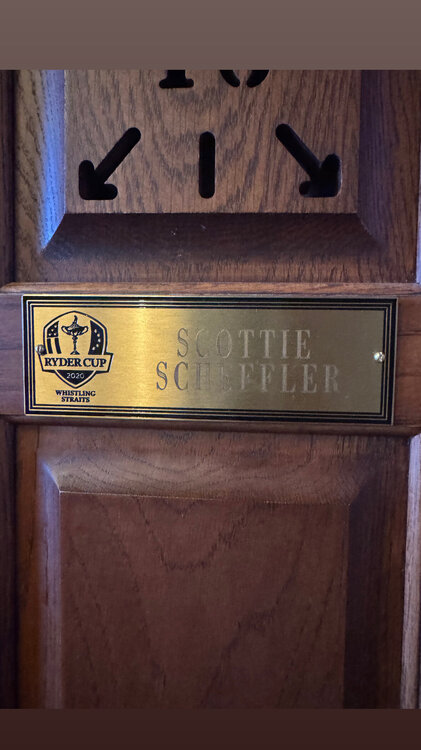 RYDER CUP
2020
WHISTLING
STRAITS
SCOTTIE
SCHEFFLER